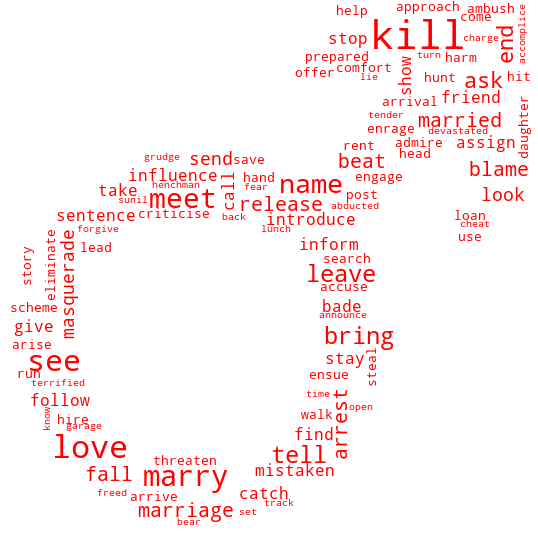 help
approach
ambush
come
accomplice
kill
stop
charge
end
prepared
turn
harm
comfort
show
offer
lie
hunt
ask
hit
arrival
friend
tender
married
daughter
enrage
devastated
admire
assign
rent
head
grudge
send
save
beat
blame
influence
call
hand
engage
henchman
fear
name
take
sunil
meet
post
look
release
abducted
sentence
criticise
back
introduce
loan
cheat
forgive
lunch
use
story
eliminate
masquerade
lead
inform
search
leave
accuse
scheme
bade
announce
give
bring
arise
see
stay
steal
run
ensue
terrified
follow
time
arrest
open
know
hire
garage
walk
love
find
threaten
tell
fall
marry
mistaken
freed
arrive
catch
track
marriage
set
bear